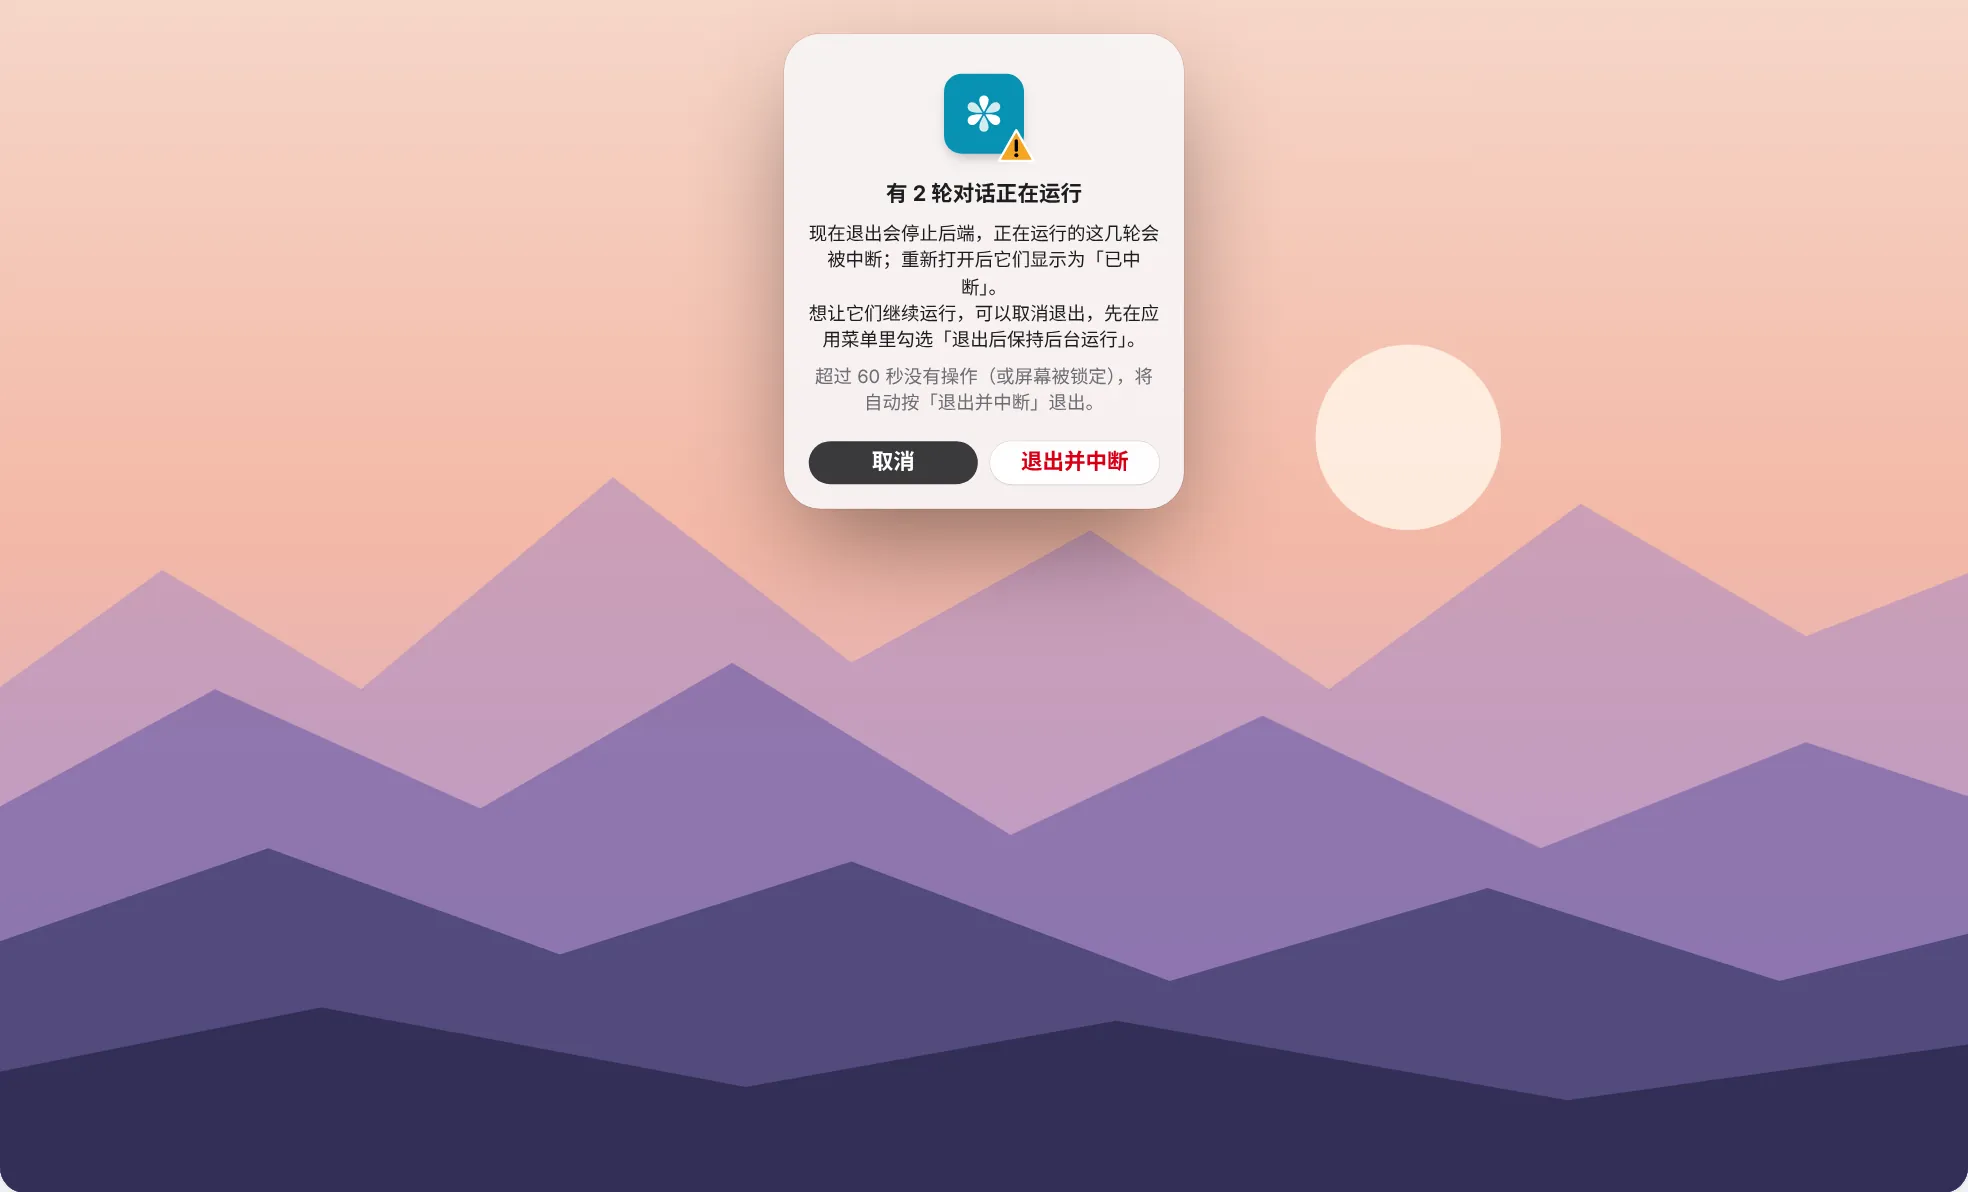 有 2 轮对话正在运行
现在退出会停止后端，正在运行的这几轮会
被中断；重新打开后它们显示为「已中
断」。
想让它们继续运行，可以取消退出，先在应
用菜单里勾选「退出后保持后台运行」。
超过 60 秒没有操作（或屏幕被锁定），将
自动按「退出并中断」退出。
取消
退出并中断